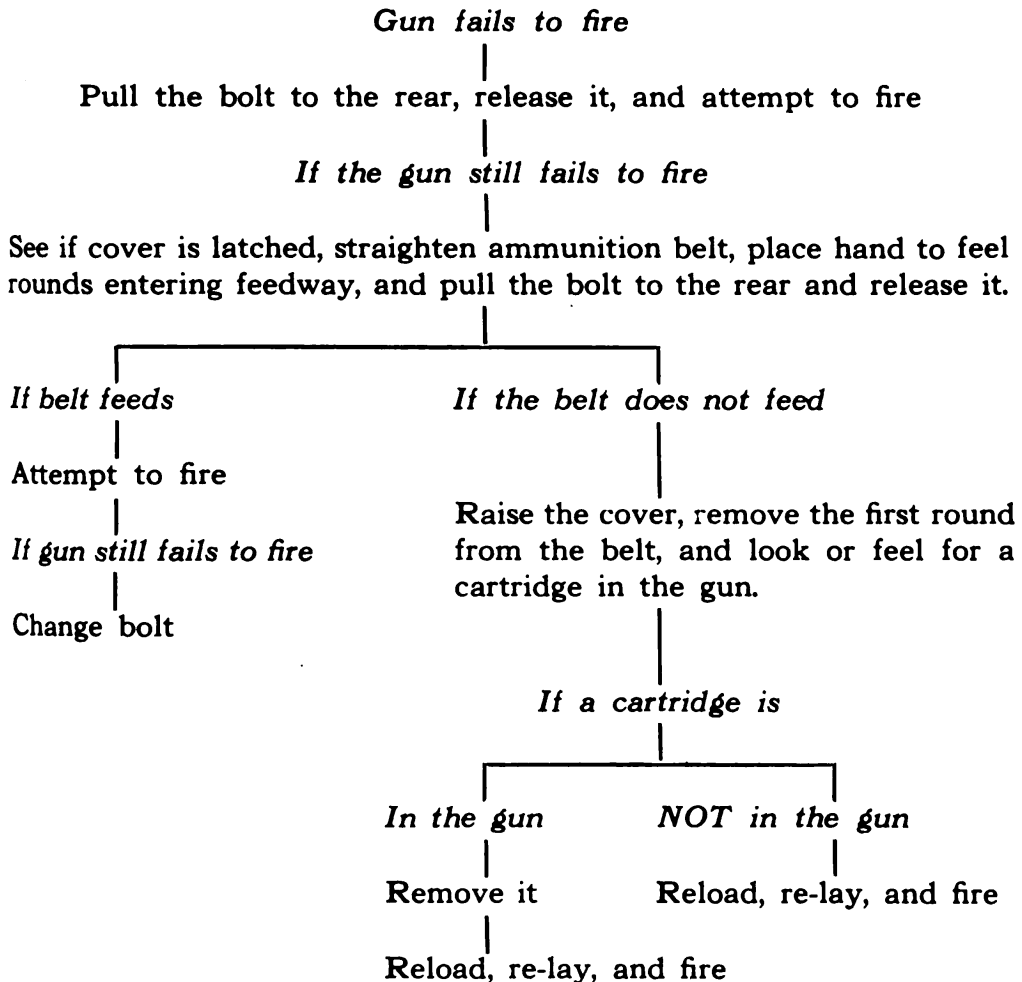 Gun fails to fire
Pull the bolt to the rear, release it, and attempt to fire
If the gun still fails to fire
See if cover is latched, straighten ammunition belt, place hand to feel
rounds entering feedway, and pull the bolt to the rear and release it.
If belt feeds
Attempt to fire
If gun still fails to fire
Change bolt
If the belt does not feed
Raise the cover, remove the first round
from the belt, and look or feel for a
cartridge in the gun.
If a cartridge is
In the gun
Remove it
Reload, re-lay, and fire
NOT in the gun
Reload, re-lay, and fire